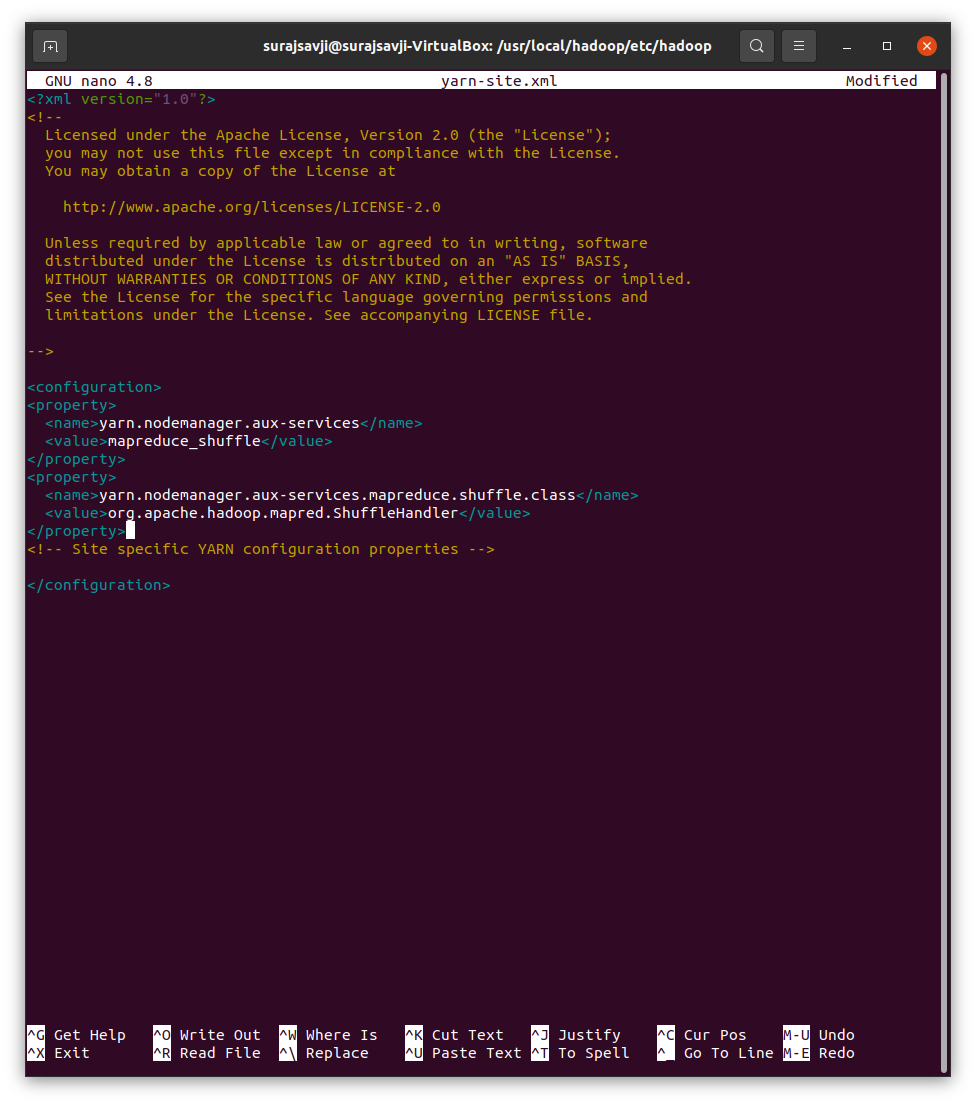 surajsavji@surajsavji-VirtualBox: /usr/local/hadoop/etc/hadoop
GNU nano 4.8 yarn-site.xml Modified
<?xml version="1.0"?>
<!--
  Licensed under the Apache License, Version 2.0 (the "License");
  you may not use this file except in compliance with the License.
  You may obtain a copy of the License at

    http://www.apache.org/licenses/LICENSE-2.0

  Unless required by applicable law or agreed to in writing, software
  distributed under the License is distributed on an "AS IS" BASIS,
  WITHOUT WARRANTIES OR CONDITIONS OF ANY KIND, either express or implied.
  See the License for the specific language governing permissions and
  limitations under the License. See accompanying LICENSE file.

-->

<configuration>
<property>
  <name>yarn.nodemanager.aux-services</name>
  <value>mapreduce_shuffle</value>
</property>
<property>
  <name>yarn.nodemanager.aux-services.mapreduce.shuffle.class</name>
  <value>org.apache.hadoop.mapred.ShuffleHandler</value>
</property>
<!-- Site specific YARN configuration properties -->

</configuration>
^G Get Help ^O Write Out ^W Where Is ^K Cut Text ^J Justify ^C Cur Pos M-U Undo
^X Exit ^R Read File ^\ Replace ^U Paste Text ^T To Spell ^_ Go To Line M-E Redo